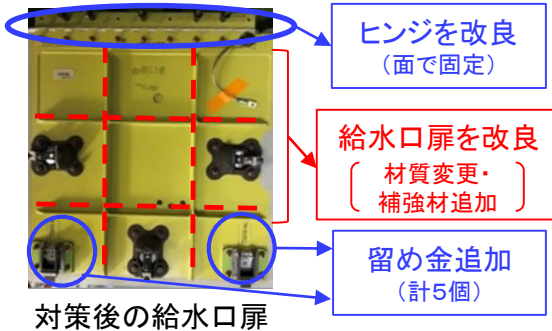 ヒンジを改良
（面で固定）
給水口扉を改良
材質変更・
補強材追加
留め金追加
（計５個）
対策後の給水口扉